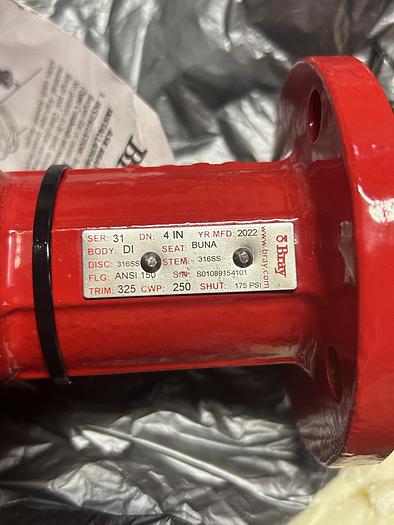 SER: 31 DN: 4 IN YR MFD: 2022
BODY: DI SEAT: BUNA
DISC: 316SS STEM: 316SS
FLG: ANSI 150 S/N: S01089154101
TRIM: 325 CWP: 250 SHUT: 175 PSI
Bray
www.bray.com